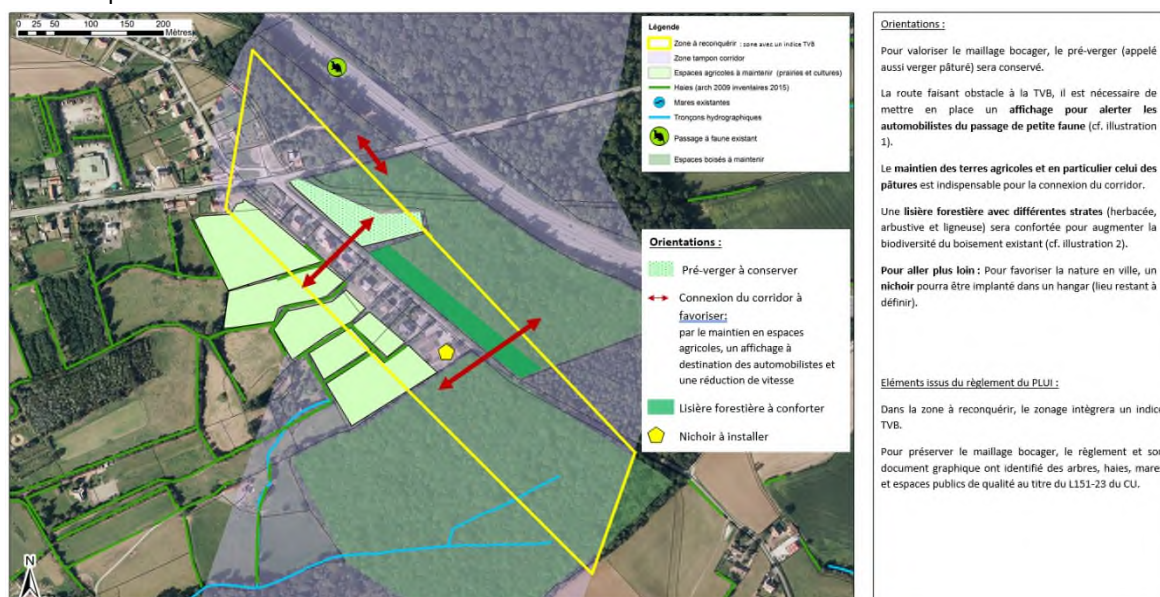 0 25 50 100 150 200
Mètres
Légende
Zone à reconquérir : zone avec un indice TVB
Zone tampon corridor
Espaces agricoles à maintenir (prairies et cultures)
Haies (arch 2009 inventaires 2015)
Mares existantes
Tronçons hydrographiques
Passage à faune existant
Espaces boisés à maintenir
Orientations :
Pré-verger à conserver
Connexion du corridor à
favoriser:
par le maintien en espaces
agricoles, un affichage à
destination des automobilistes et
une réduction de vitesse
Lisière forestière à conforter
Nichoir à installer
N
Orientations :
Pour valoriser le maillage bocager, le pré-verger (appelé
aussi verger pâturé) sera conservé.
La route faisant obstacle à la TVB, il est nécessaire de
mettre en place un affichage pour alerter les
automobilistes du passage de petite faune (cf. illustration
1).
Le maintien des terres agricoles et en particulier celui des
pâtures est indispensable pour la connexion du corridor.
Une lisière forestière avec différentes strates (herbacée,
arbustive et ligneuse) sera confortée pour augmenter la
biodiversité du boisement existant (cf. illustration 2).
Pour aller plus loin : Pour favoriser la nature en ville, un
nichoir pourra être implanté dans un hangar (lieu restant à
définir).
Eléments issus du règlement du PLUI :
Dans la zone à reconquérir, le zonage intègrera un indice
TVB.
Pour préserver le maillage bocager, le règlement et son
document graphique ont identifié des arbres, haies, mare
et espaces publics de qualité au titre du L151-23 du CU.